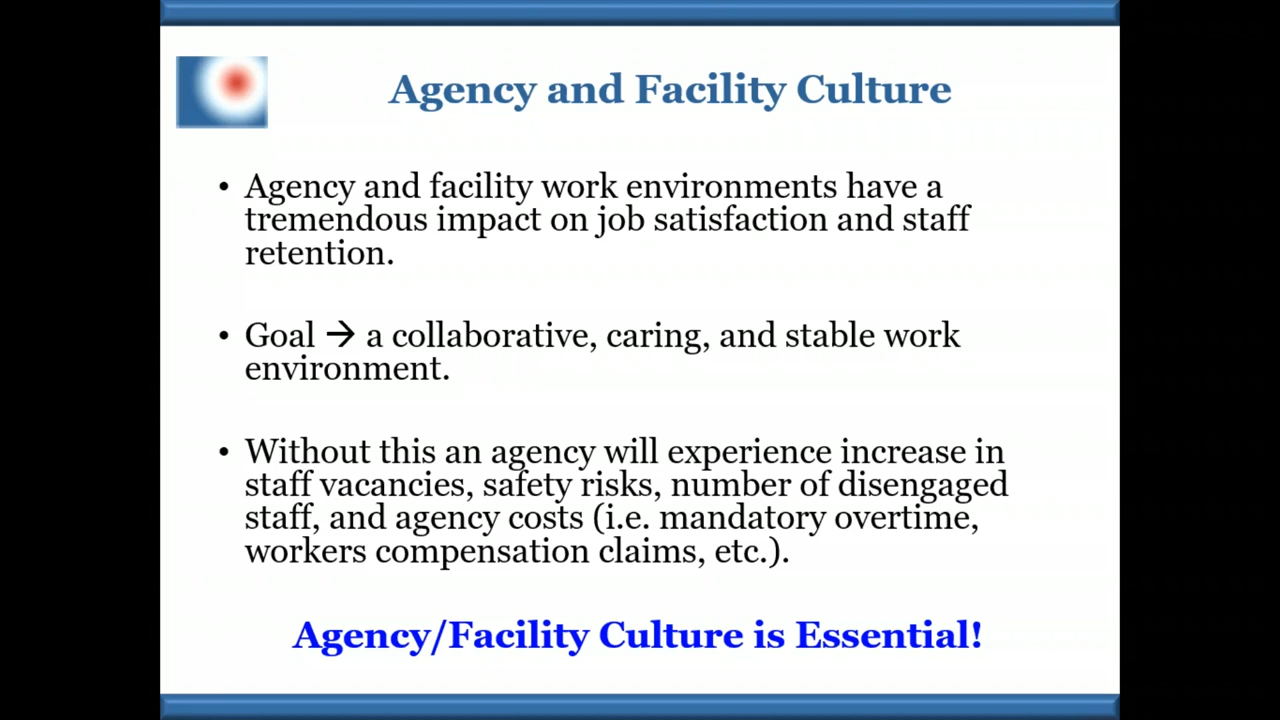 Agency and Facility Culture
• Agency and facility work environments have a
tremendous impact on job satisfaction and staff
retention.
• Goal → a collaborative, caring, and stable work
environment.
• Without this an agency will experience increase in
staff vacancies, safety risks, number of disengaged
staff, and agency costs (i.e. mandatory overtime,
workers compensation claims, etc.).
Agency/Facility Culture is Essential!